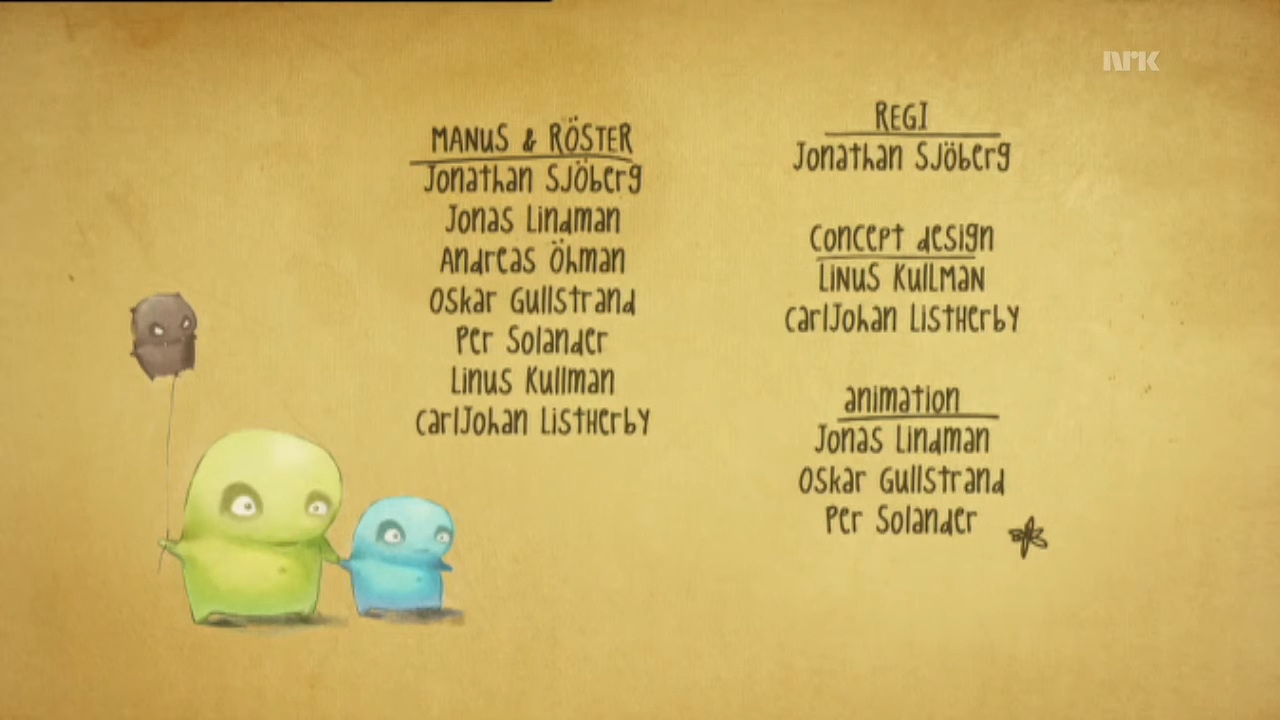 nrk
MANUS & RÖSTER
Jonathan Sjöberg
Jonas Lindman
Andreas Öhman
Oskar Gullstrand
Per Solander
Linus Kullman
CarlJohan Listherby
REGI
Jonathan Sjöberg
Concept design
Linus Kullman
CarlJohan Listherby
animation
Jonas Lindman
Oskar Gullstrand
Per Solander